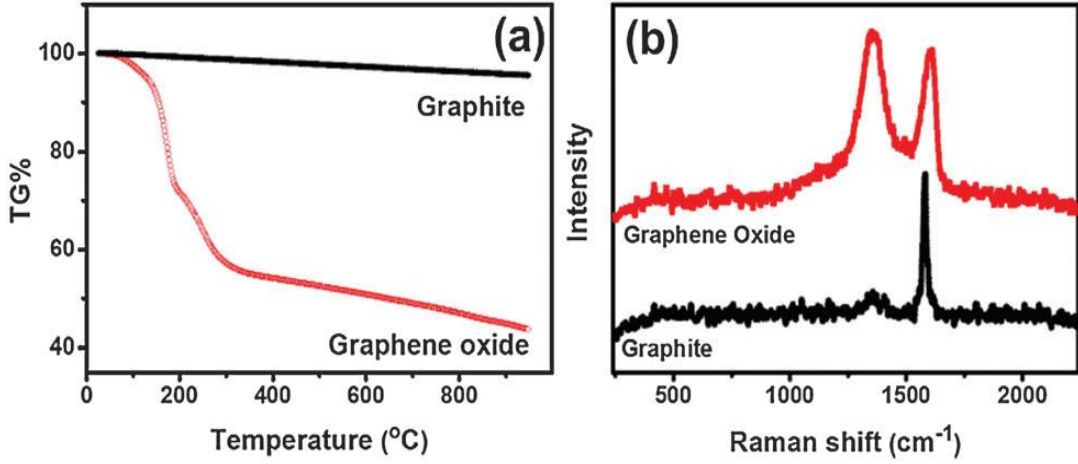 (a)
100
80
60
40
TG%
Graphite
Graphene oxide
0 200 400 600 800
Temperature (°C)
(b)
Intensity
Graphene Oxide
Graphite
500 1000 1500 2000
Raman shift (cm⁻¹)